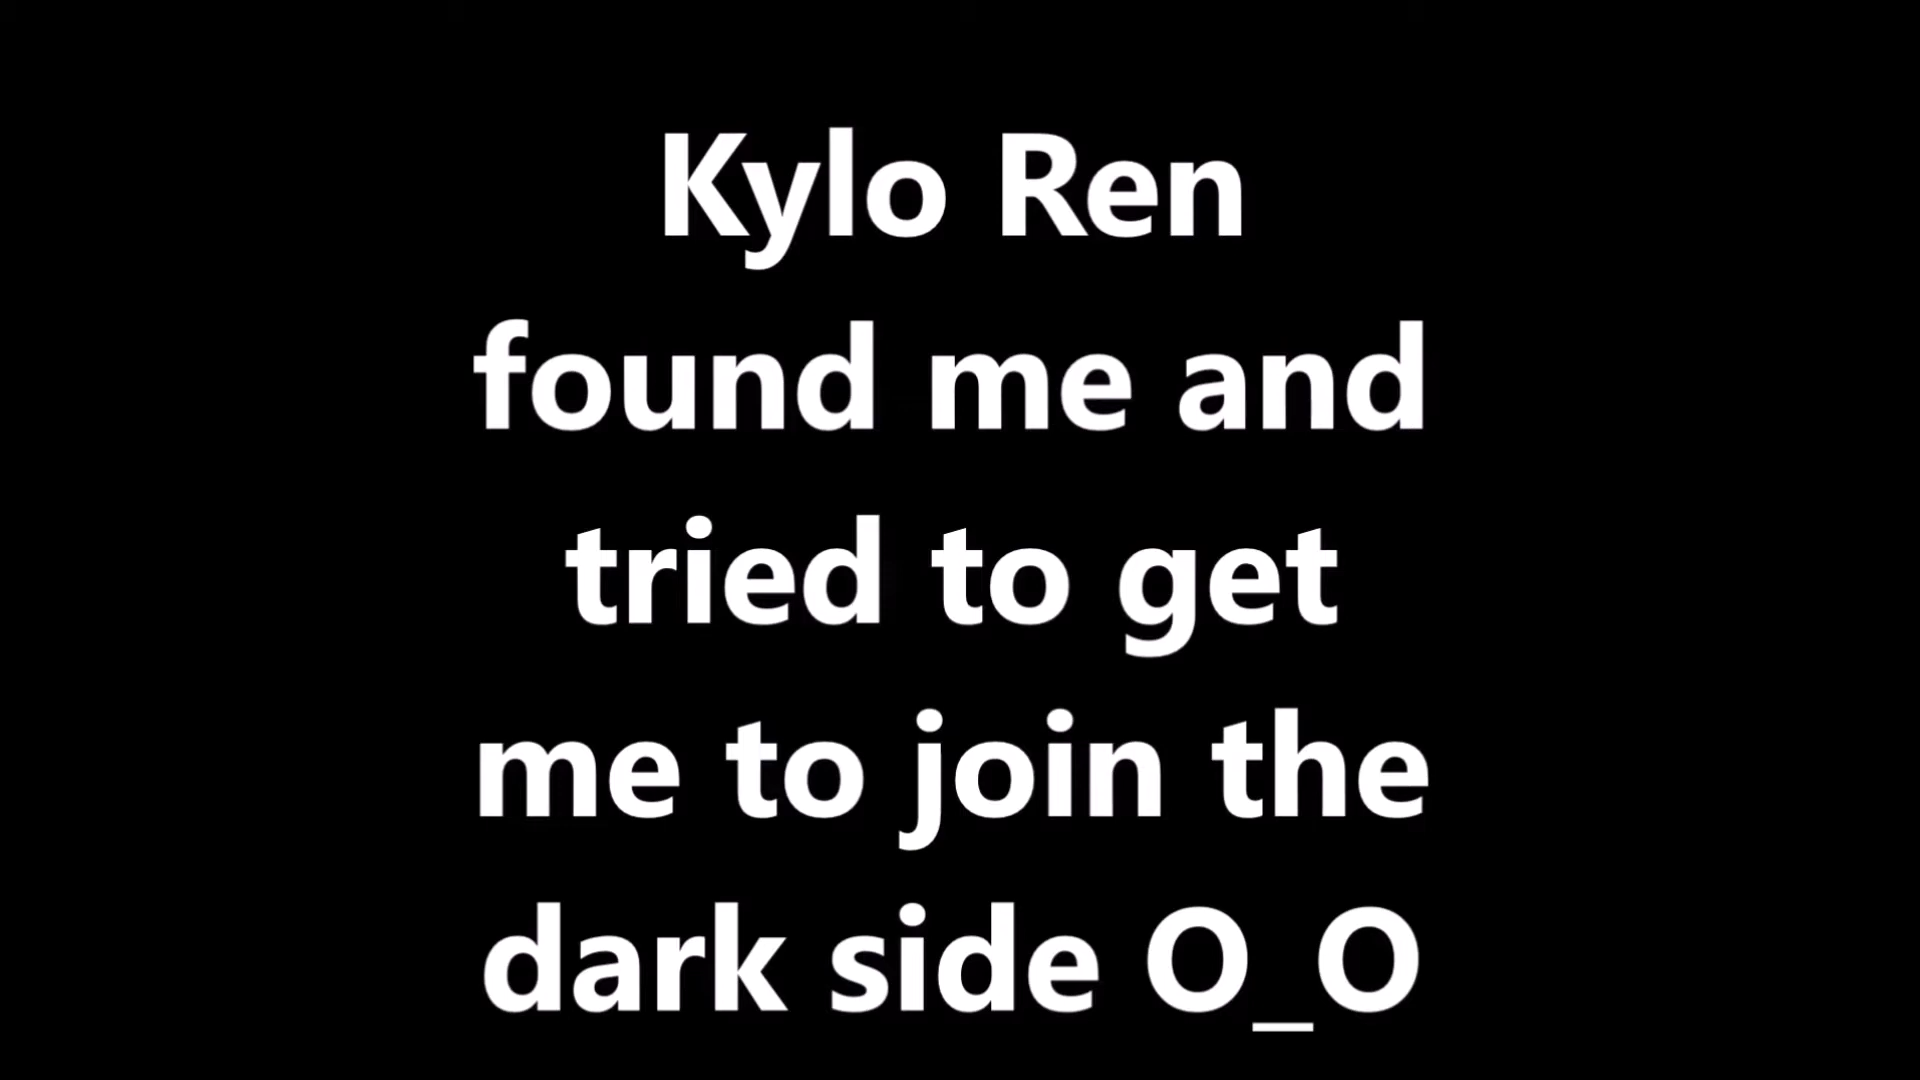 Kylo Ren
found me and
tried to get
me to join the
dark side O_O